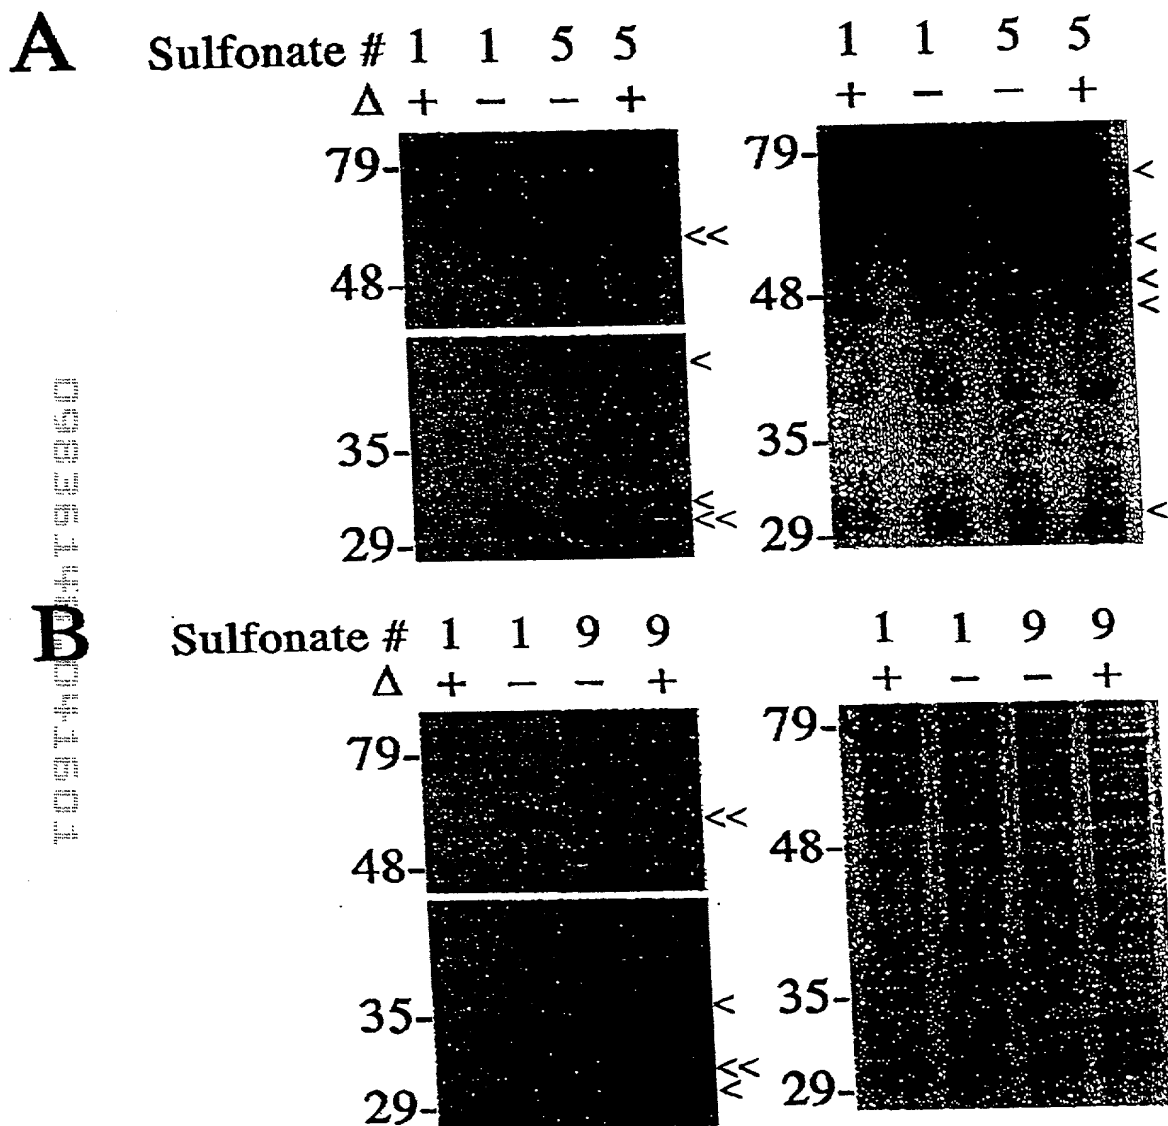 A
Sulfonate # 1 1 5 5
Δ + − − +
79-
<<
48-
<
35-
<
<<
29-
1 1 5 5
+ − − +
79-
<
<
<
48-
<
35-
<
29-
B
Sulfonate # 1 1 9 9
Δ + − − +
79-
<<
48-
<
35-
<<
<
29-
1 1 9 9
+ − − +
79-
48-
35-
29-